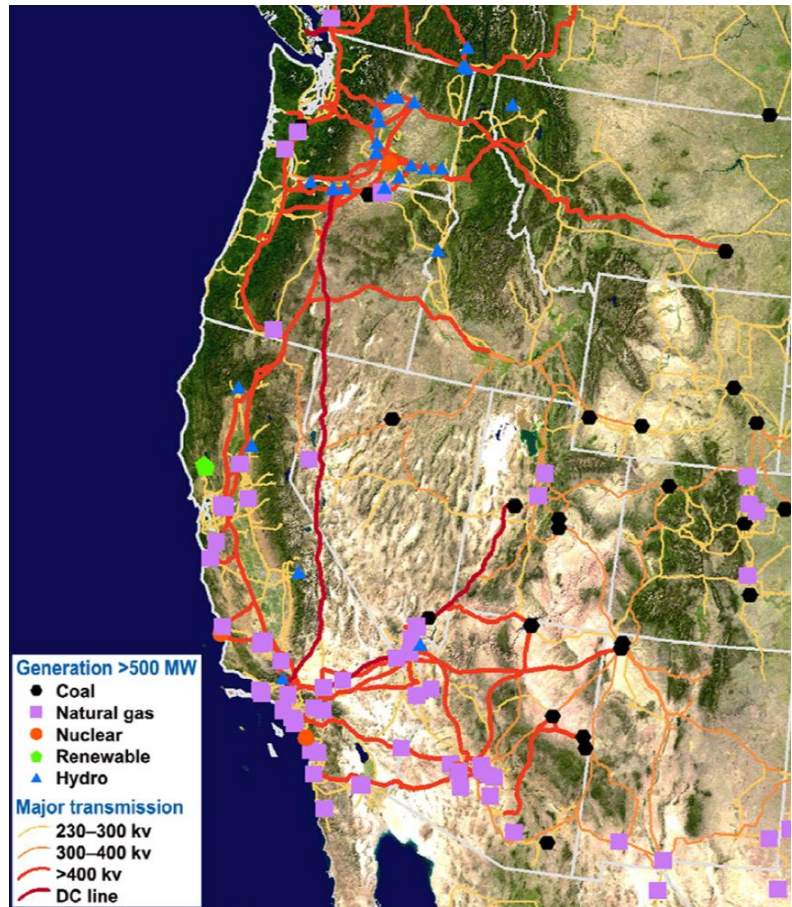 Generation >500 MW
Coal
Natural gas
Nuclear
Renewable
Hydro
Major transmission
230–300 kv
300–400 kv
>400 kv
DC line